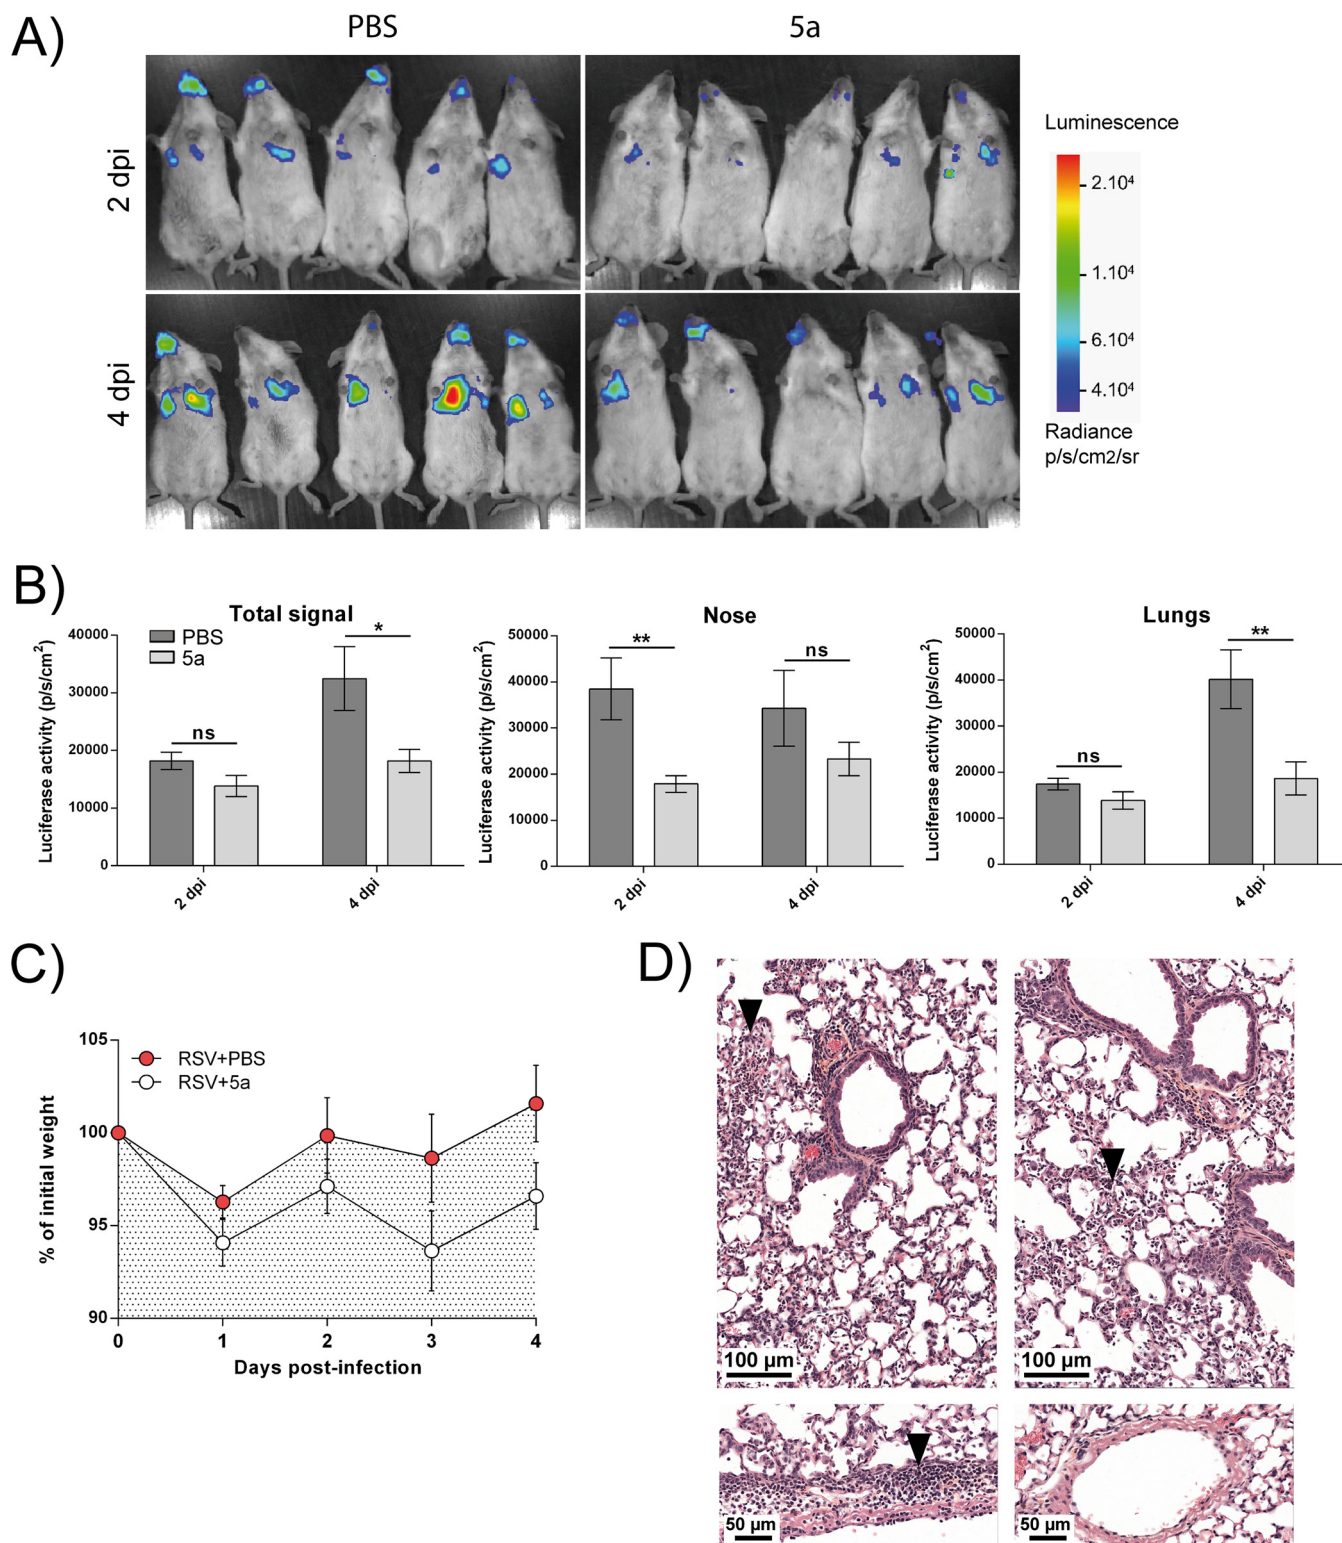 A)
PBS
5a
2 dpi
4 dpi
Luminescence
2.10⁴
1.10⁴
6.10⁴
4.10⁴
Radiance
p/s/cm2/sr
B)
Total signal
Luciferase activity (p/s/cm²)
40000
30000
20000
10000
0
PBS
5a
ns
*
2 dpi
4 dpi
Nose
Luciferase activity (p/s/cm²)
50000
40000
30000
20000
10000
0
**
ns
2 dpi
4 dpi
Lungs
Luciferase activity (p/s/cm²)
50000
40000
30000
20000
10000
0
ns
**
2 dpi
4 dpi
C)
% of initial weight
105
100
95
90
RSV+PBS
RSV+5a
0
1
2
3
4
Days post-infection
D)
100 µm
100 µm
50 µm
50 µm